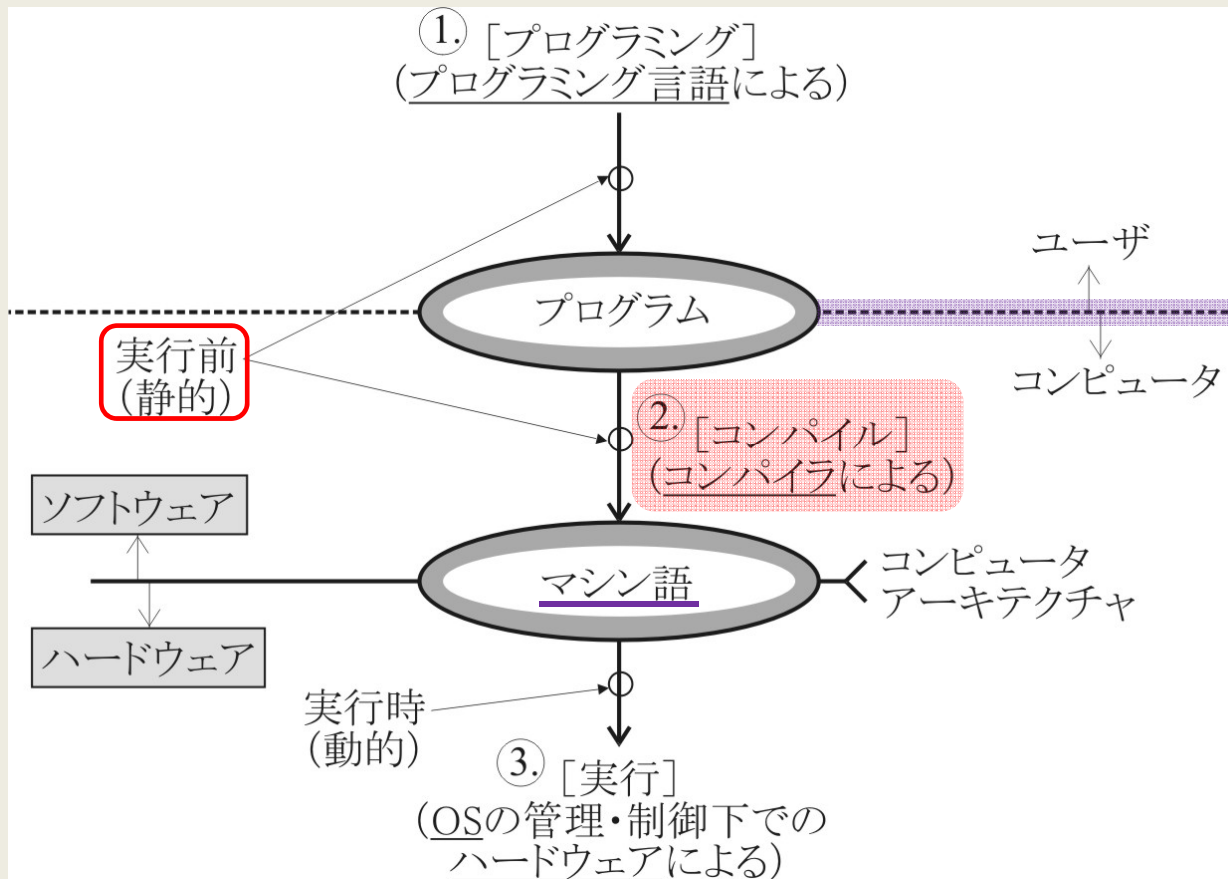 1. [プログラミング]
(プログラミング言語による)
プログラム
ユーザ
コンピュータ
実行前
(静的)
2. [コンパイル]
(コンパイラによる)
ソフトウェア
ハードウェア
マシン語
コンピュータ
アーキテクチャ
実行時
(動的)
3. [実行]
(OSの管理・制御下での
ハードウェアによる)